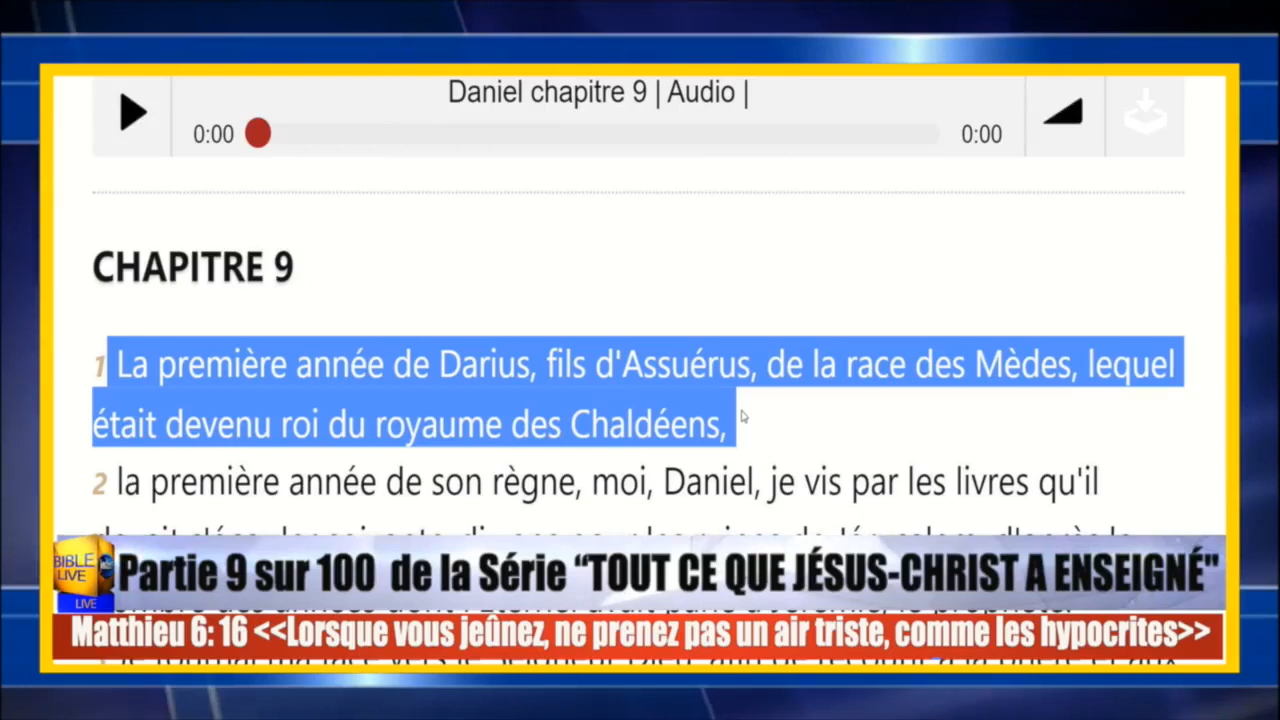 Daniel chapitre 9 | Audio |
0:00
0:00
CHAPITRE 9
1 La première année de Darius, fils d'Assuérus, de la race des Mèdes, lequel
était devenu roi du royaume des Chaldéens,
2 la première année de son règne, moi, Daniel, je vis par les livres qu'il
BIBLE
LIVE
LIVE
Partie 9 sur 100 de la Série “TOUT CE QUE JÉSUS-CHRIST A ENSEIGNÉ"
Matthieu 6: 16 <<Lorsque vous jeûnez, ne prenez pas un air triste, comme les hypocrites>>